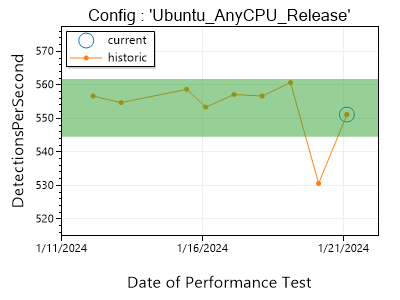 Config : 'Ubuntu_AnyCPU_Release'
current
historic
DetectionsPerSecond
570
560
550
540
530
520
1/11/2024
1/16/2024
1/21/2024
Date of Performance Test